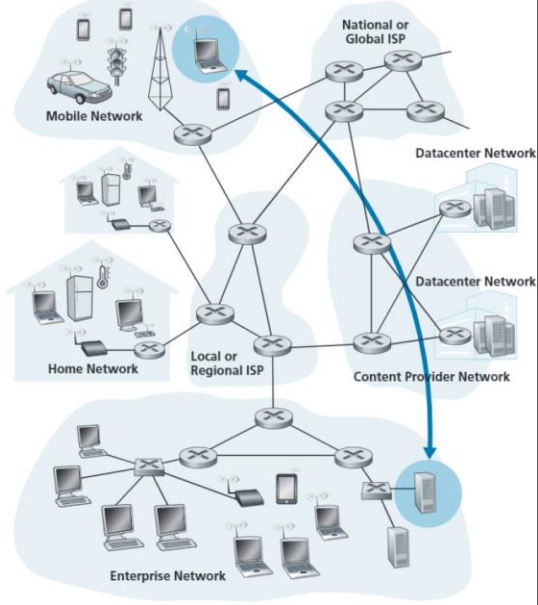 National or
Global ISP
Mobile Network
Datacenter Network
Datacenter Network
Home Network
Local or
Regional ISP
Content Provider Network
Enterprise Network